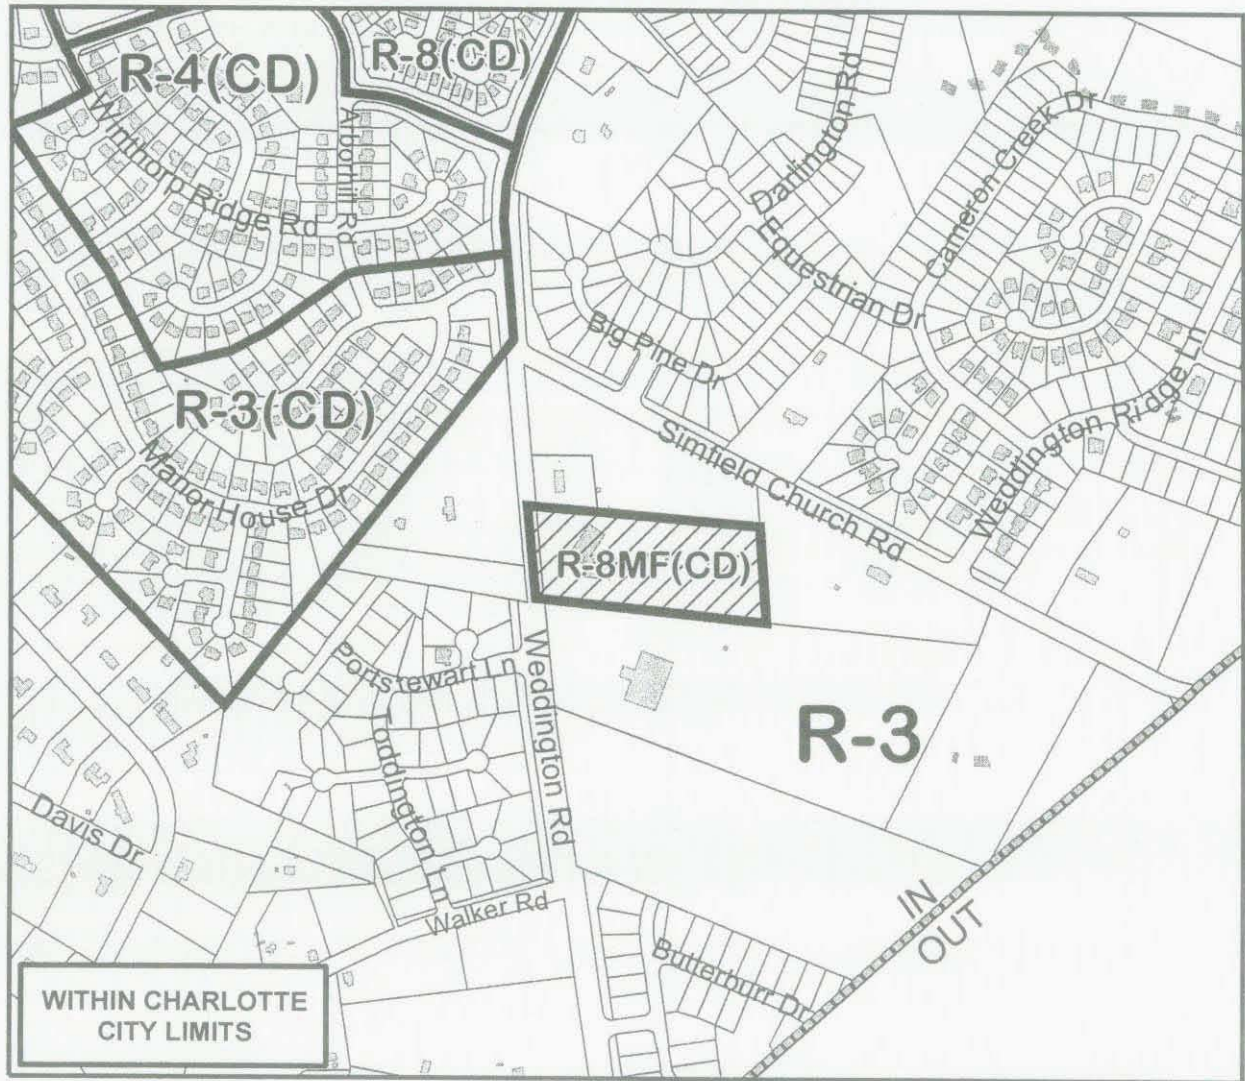 R-4(CD)
R-8(CD)
Winthorp Ridge Rd
Arborhill Rd
Darlington Rd
Cameron Creek Dr
Equestrian Dr
Big Pine Dr
Weddington Ridge Ln
R-3(CD)
Manor House Dr
Simfield Church Rd
R-8MF(CD)
Portstewart Ln
Weddington Rd
Toddington Ln
R-3
Davis Dr
Walker Rd
IN
OUT
Butterburr Dr
WITHIN CHARLOTTE
CITY LIMITS